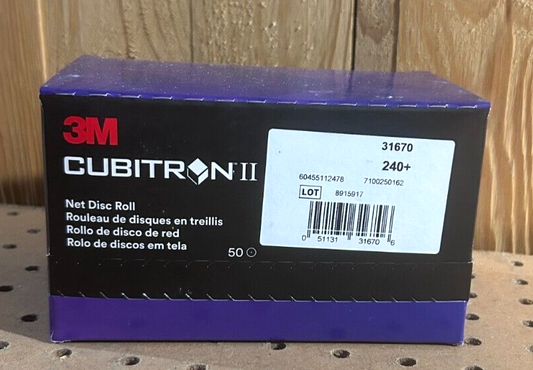 3M
CUBITRON II
Net Disc Roll
Rouleau de disques en treillis
Rollo de disco de red
Rolo de discos em tela
50
31670
240+
60455112478 7100250162
LOT 8915917
0 51131 31670 6